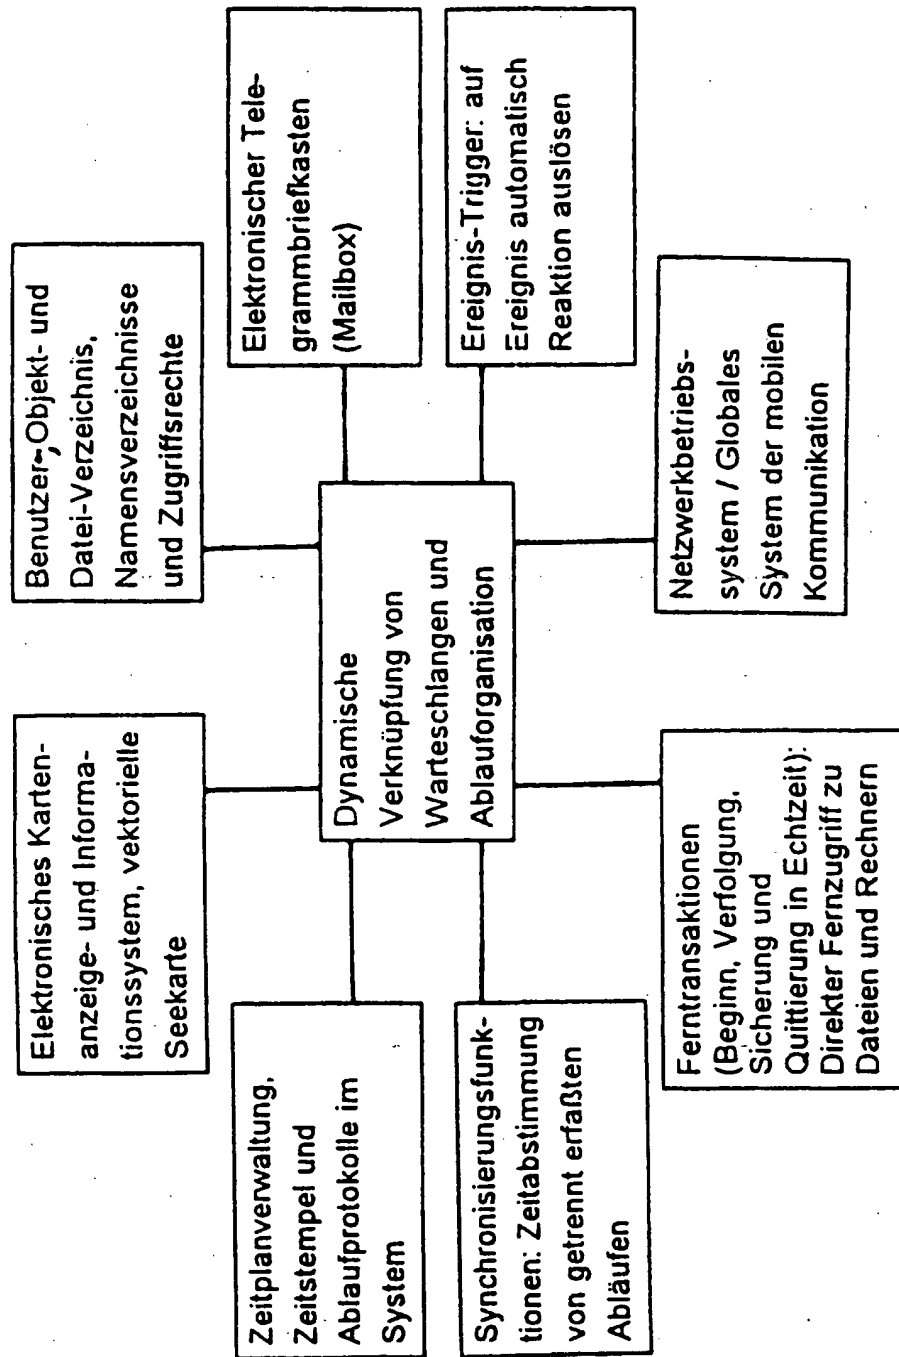 Elektronisches Karten-
anzeige- und Informa-
tionssystem, vektorielle
Seekarte
Benutzer-,Objekt- und
Datei-Verzeichnis,
Namensverzeichnisse
und Zugriffsrechte
Zeitplanverwaltung,
Zeitstempel und
Ablaufprotokolle im
System
Elektronischer Tele-
grammbriefkasten
(Mailbox)
Dynamische
Verknüpfung von
Warteschlangen und
Ablauforganisation
Synchronisierungsfunk-
tionen: Zeitabstimmung
von getrennt erfaßten
Abläufen
Ereignis-Trigger: auf
Ereignis automatisch
Reaktion auslösen
Ferntransaktionen
(Beginn, Verfolgung,
Sicherung und
Quittierung in Echtzeit):
Direkter Fernzugriff zu
Dateien und Rechnern
Netzwerkbetriebs-
system / Globales
System der mobilen
Kommunikation